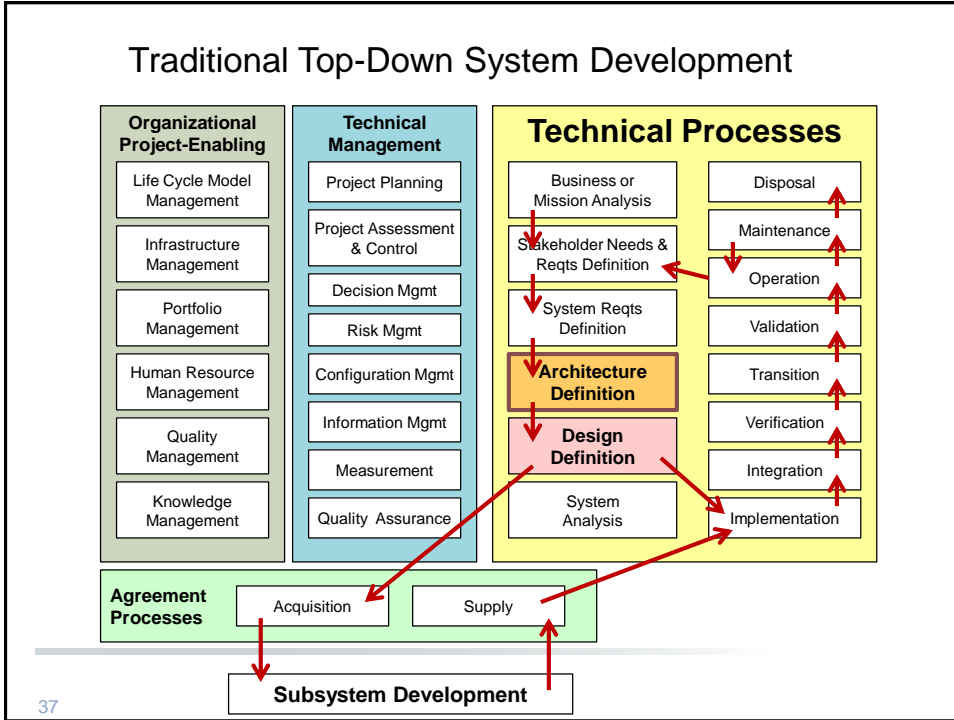 Traditional Top-Down System Development
Organizational
Project-Enabling
Life Cycle Model
Management
Infrastructure
Management
Portfolio
Management
Human Resource
Management
Quality
Management
Knowledge
Management
Technical
Management
Project Planning
Project Assessment
& Control
Decision Mgmt
Risk Mgmt
Configuration Mgmt
Information Mgmt
Measurement
Quality Assurance
Technical Processes
Business or
Mission Analysis
Stakeholder Needs &
Reqts Definition
System Reqts
Definition
Architecture
Definition
Design
Definition
System
Analysis
Disposal
Maintenance
Operation
Validation
Transition
Verification
Integration
Implementation
Agreement
Processes
Acquisition
Supply
Subsystem Development
37